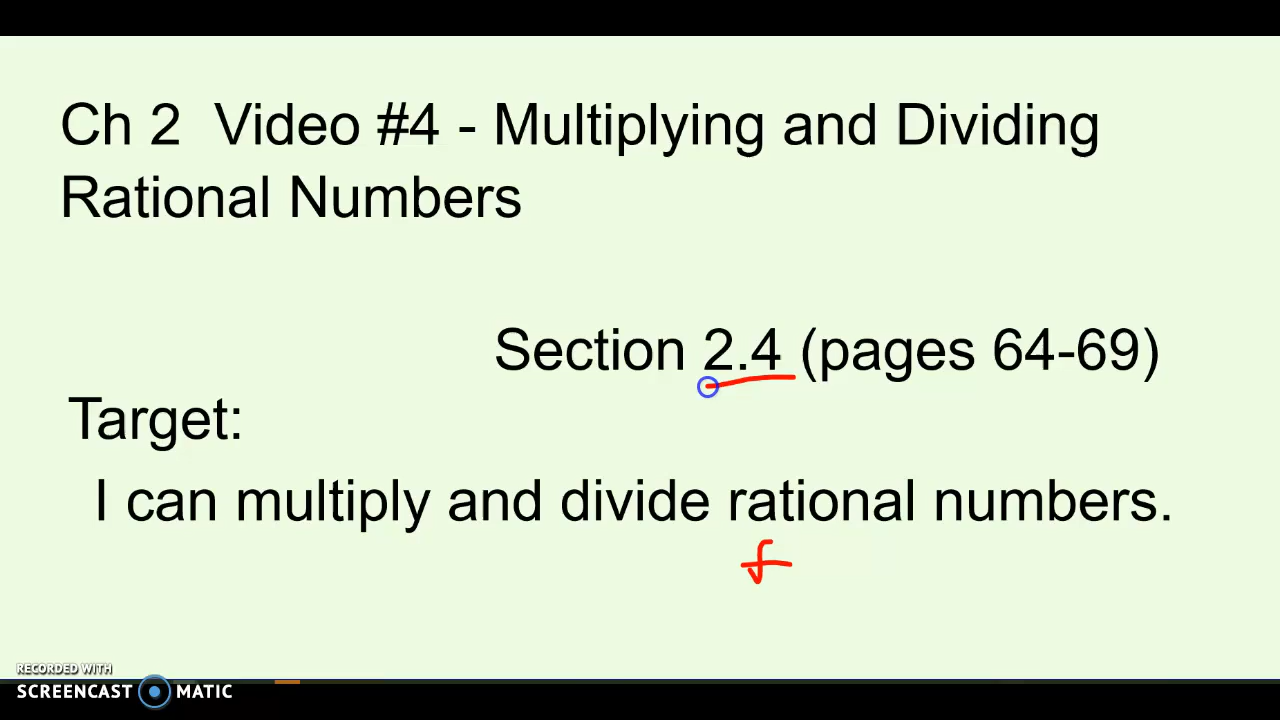 Ch 2  Video #4 - Multiplying and Dividing
Rational Numbers
Section 2.4 (pages 64-69)
Target:
I can multiply and divide rational numbers.
f
RECORDED WITH
SCREENCAST MATIC